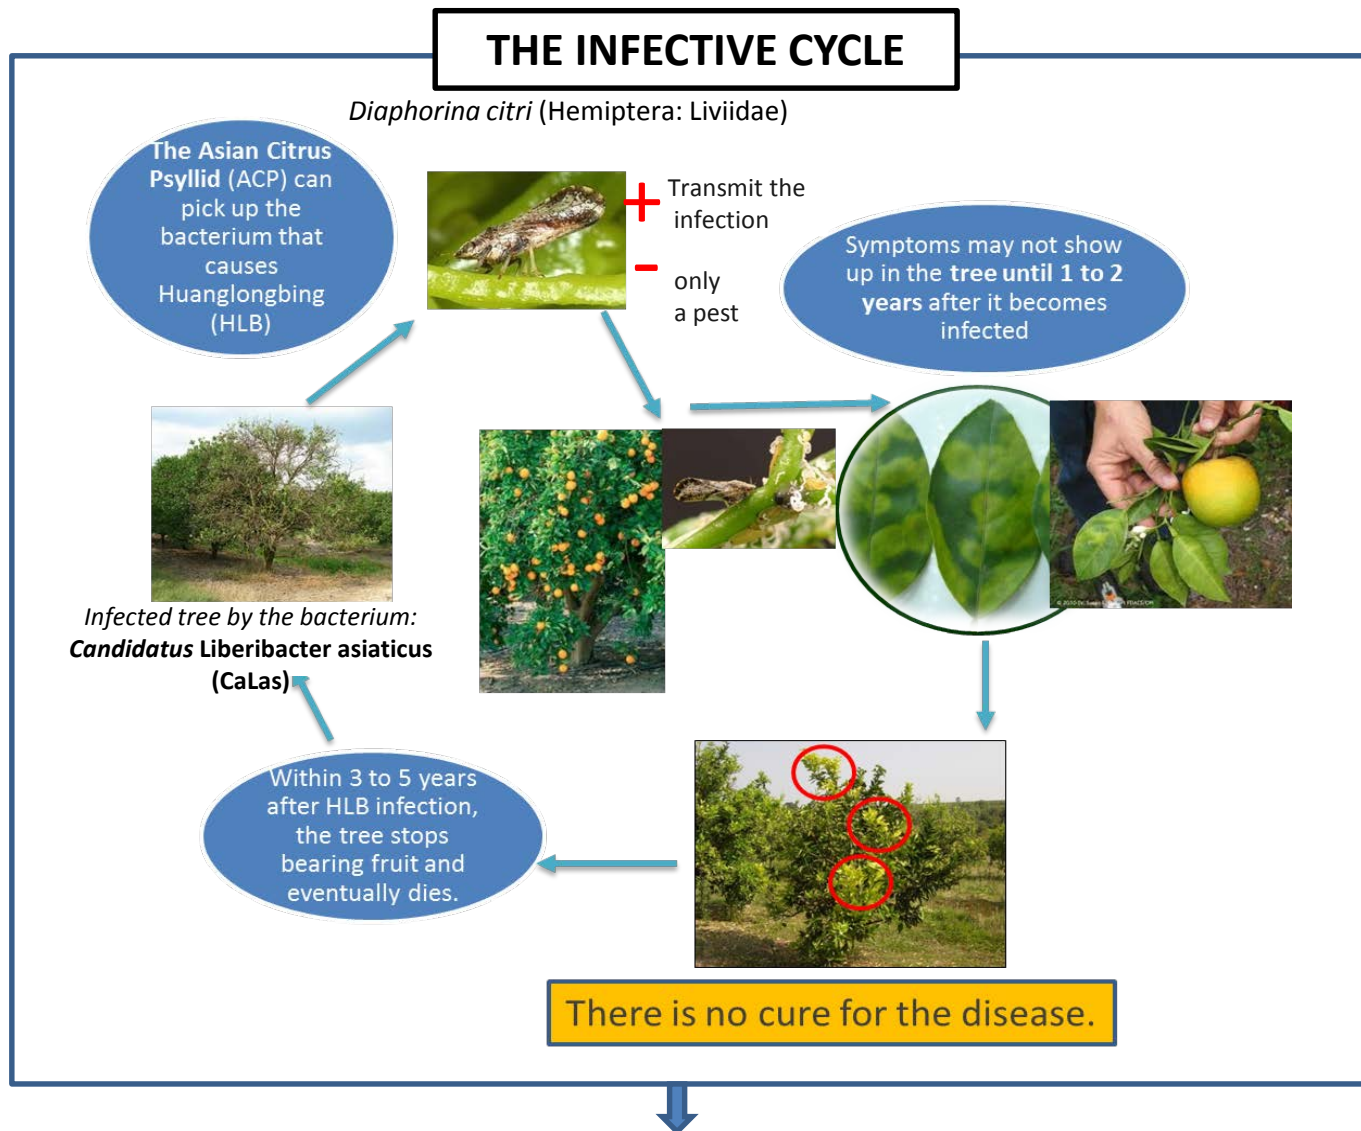 THE INFECTIVE CYCLE
Diaphorina citri (Hemiptera: Liviidae)
The Asian Citrus
Psyllid (ACP) can
pick up the
bacterium that
causes
Huanglongbing
(HLB)
+ Transmit the
infection
- only
a pest
Symptoms may not show
up in the tree until 1 to 2
years after it becomes
infected
Infected tree by the bacterium:
Candidatus Liberibacter asiaticus
(CaLas)
Within 3 to 5 years
after HLB infection,
the tree stops
bearing fruit and
eventually dies.
There is no cure for the disease.